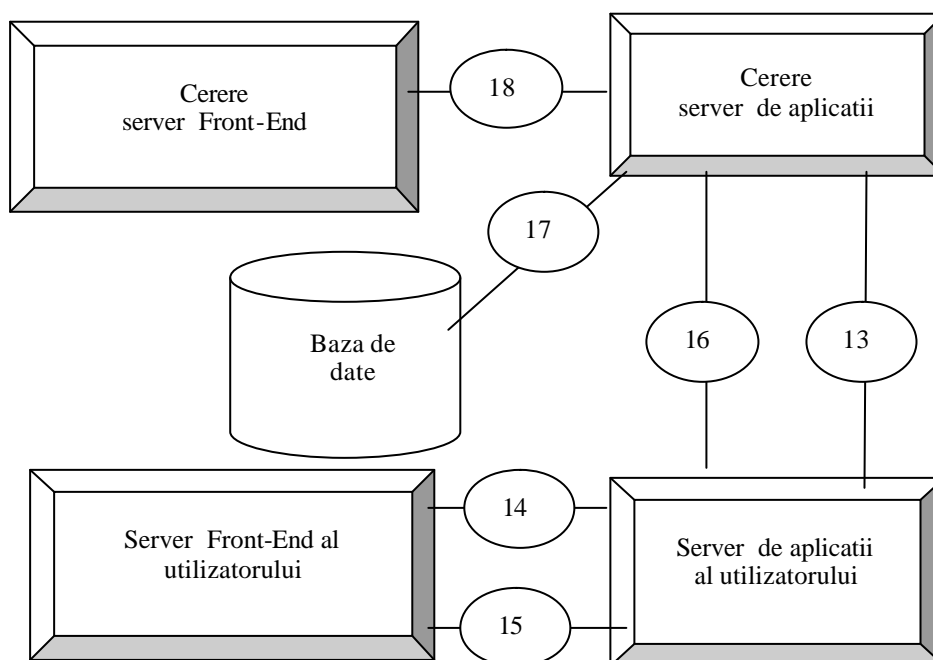 Cerere
server Front-End
18
Cerere
server de aplicatii
17
Baza de
date
16
13
Server Front-End al
utilizatorului
14
15
Server de aplicatii
al utilizatorului